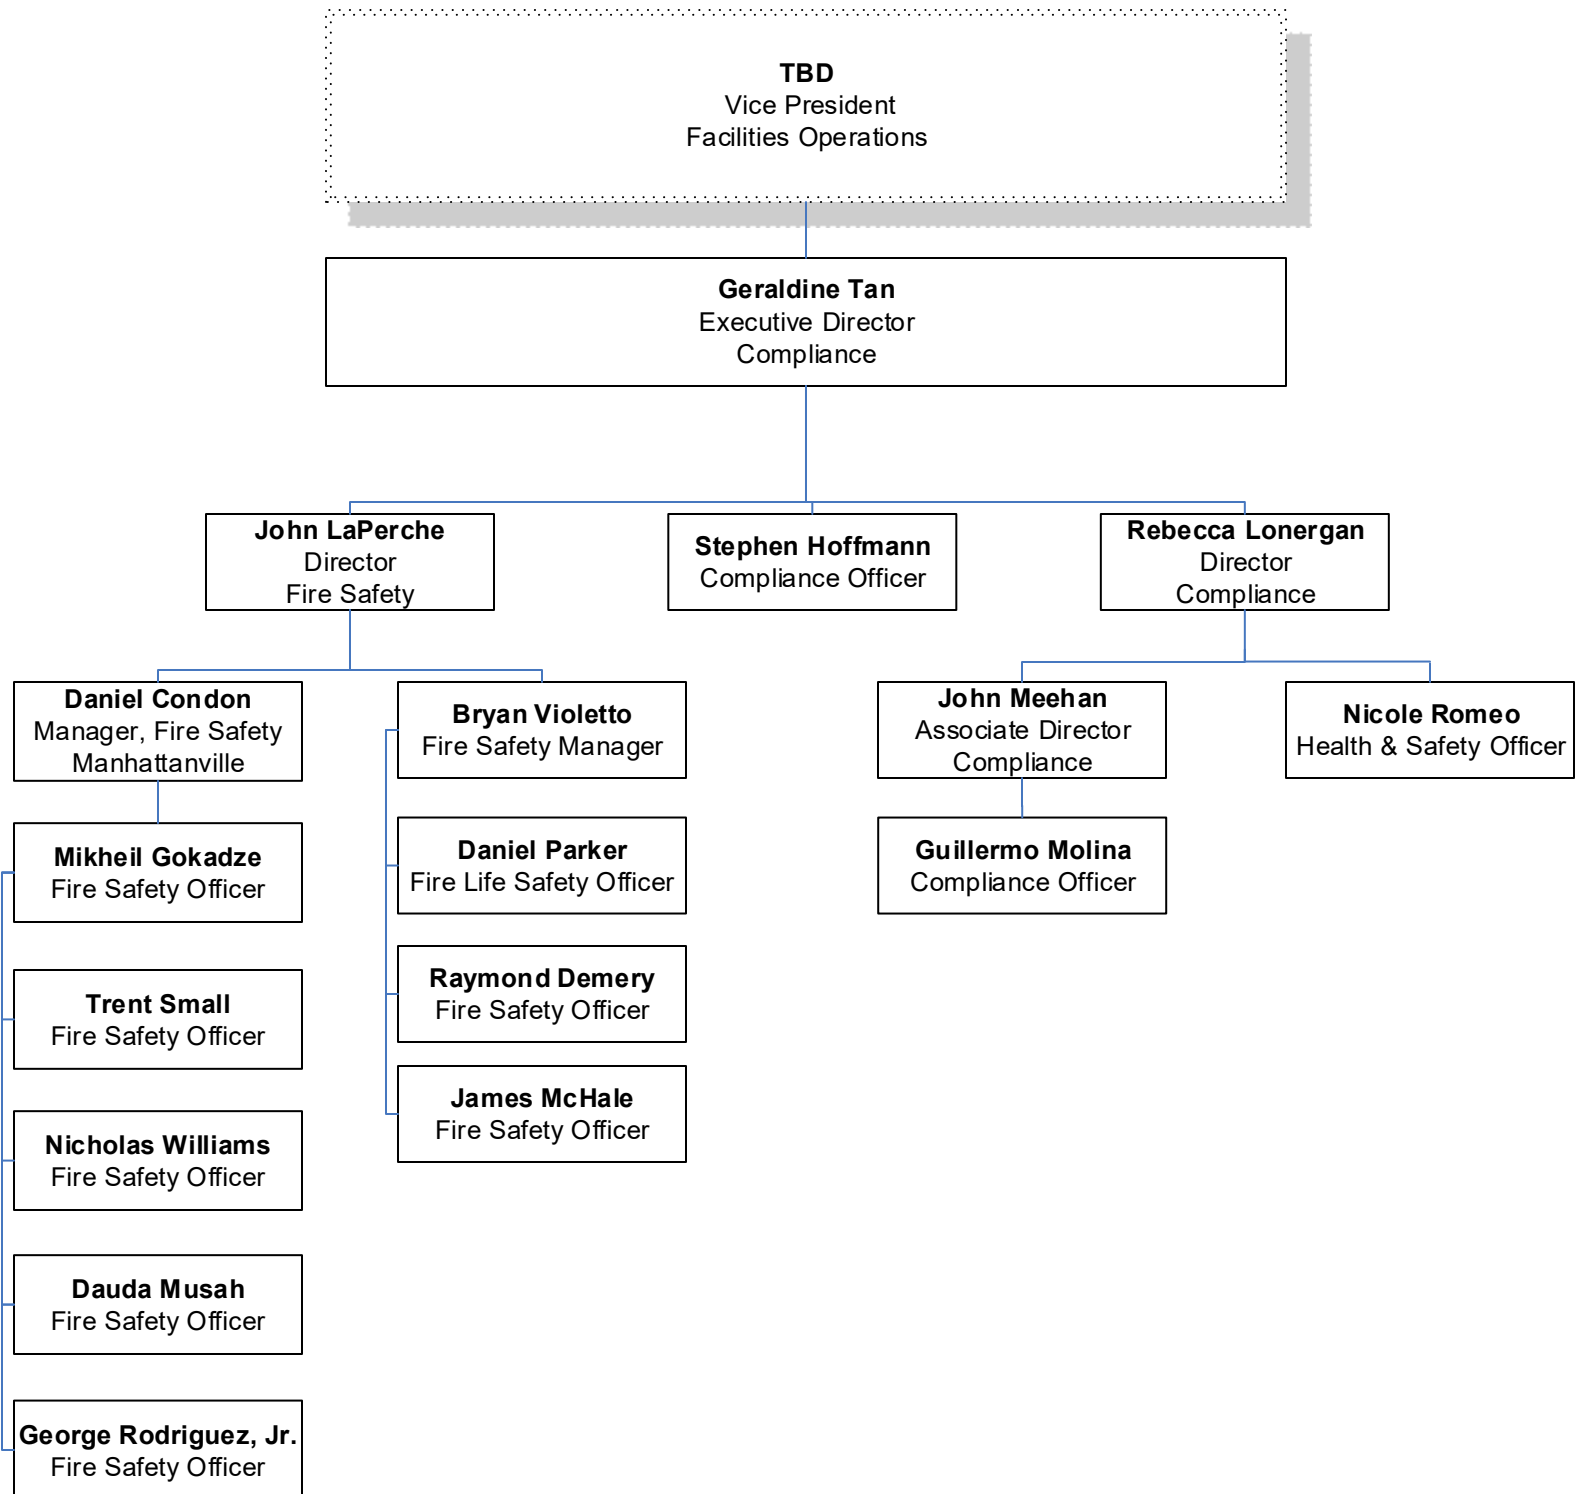 TBD
Vice President
Facilities Operations
Geraldine Tan
Executive Director
Compliance
John LaPerche
Director
Fire Safety
Stephen Hoffmann
Compliance Officer
Rebecca Lonergan
Director
Compliance
Daniel Condon
Manager, Fire Safety
Manhattanville
Bryan Violetto
Fire Safety Manager
John Meehan
Associate Director
Compliance
Nicole Romeo
Health & Safety Officer
Mikheil Gokadze
Fire Safety Officer
Daniel Parker
Fire Life Safety Officer
Guillermo Molina
Compliance Officer
Trent Small
Fire Safety Officer
Raymond Demery
Fire Safety Officer
Nicholas Williams
Fire Safety Officer
James McHale
Fire Safety Officer
Dauda Musah
Fire Safety Officer
George Rodriguez, Jr.
Fire Safety Officer